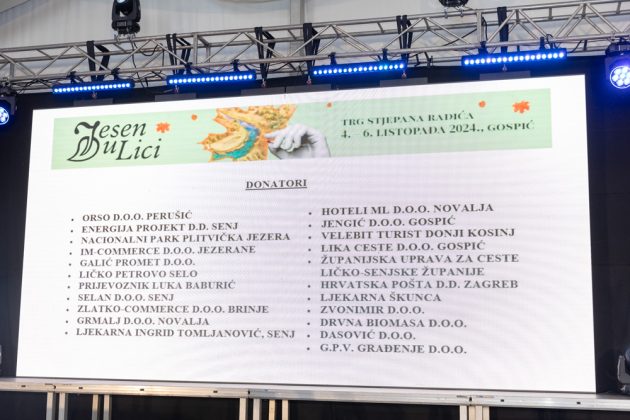 Jesen
u Lici
TRG STJEPANA RADIĆA
4. – 6. LISTOPADA 2024., GOSPIĆ
DONATORI
• ORSO D.O.O. PERUŠIĆ
• ENERGIJA PROJEKT D.D. SENJ
• NACIONALNI PARK PLITVIČKA JEZERA
• IM-COMMERCE D.O.O. JEZERANE
• GALIĆ PROMET D.O.O.
• LIČKO PETROVO SELO
• PRIJEVOZNIK LUKA BABURIĆ
• SELAN D.O.O. SENJ
• ZLATKO-COMMERCE D.O.O. BRINJE
• GRMALJ D.O.O. NOVALJA
• LJEKARNA INGRID TOMLJANOVIĆ, SENJ
• HOTELI ML D.O.O. NOVALJA
• JENGIĆ D.O.O. GOSPIĆ
• VELEBIT TURIST DONJI KOSINJ
• LIKA CESTE D.O.O. GOSPIĆ
• ŽUPANIJSKA UPRAVA ZA CESTE
LIČKO-SENJSKE ŽUPANIJE
• HRVATSKA POŠTA D.D. ZAGREB
• LJEKARNA ŠKUNCA
• ZVONIMIR D.O.O.
• DRVNA BIOMASA D.O.O.
• DASOVIĆ D.O.O.
• G.P.V. GRAĐENJE D.O.O.